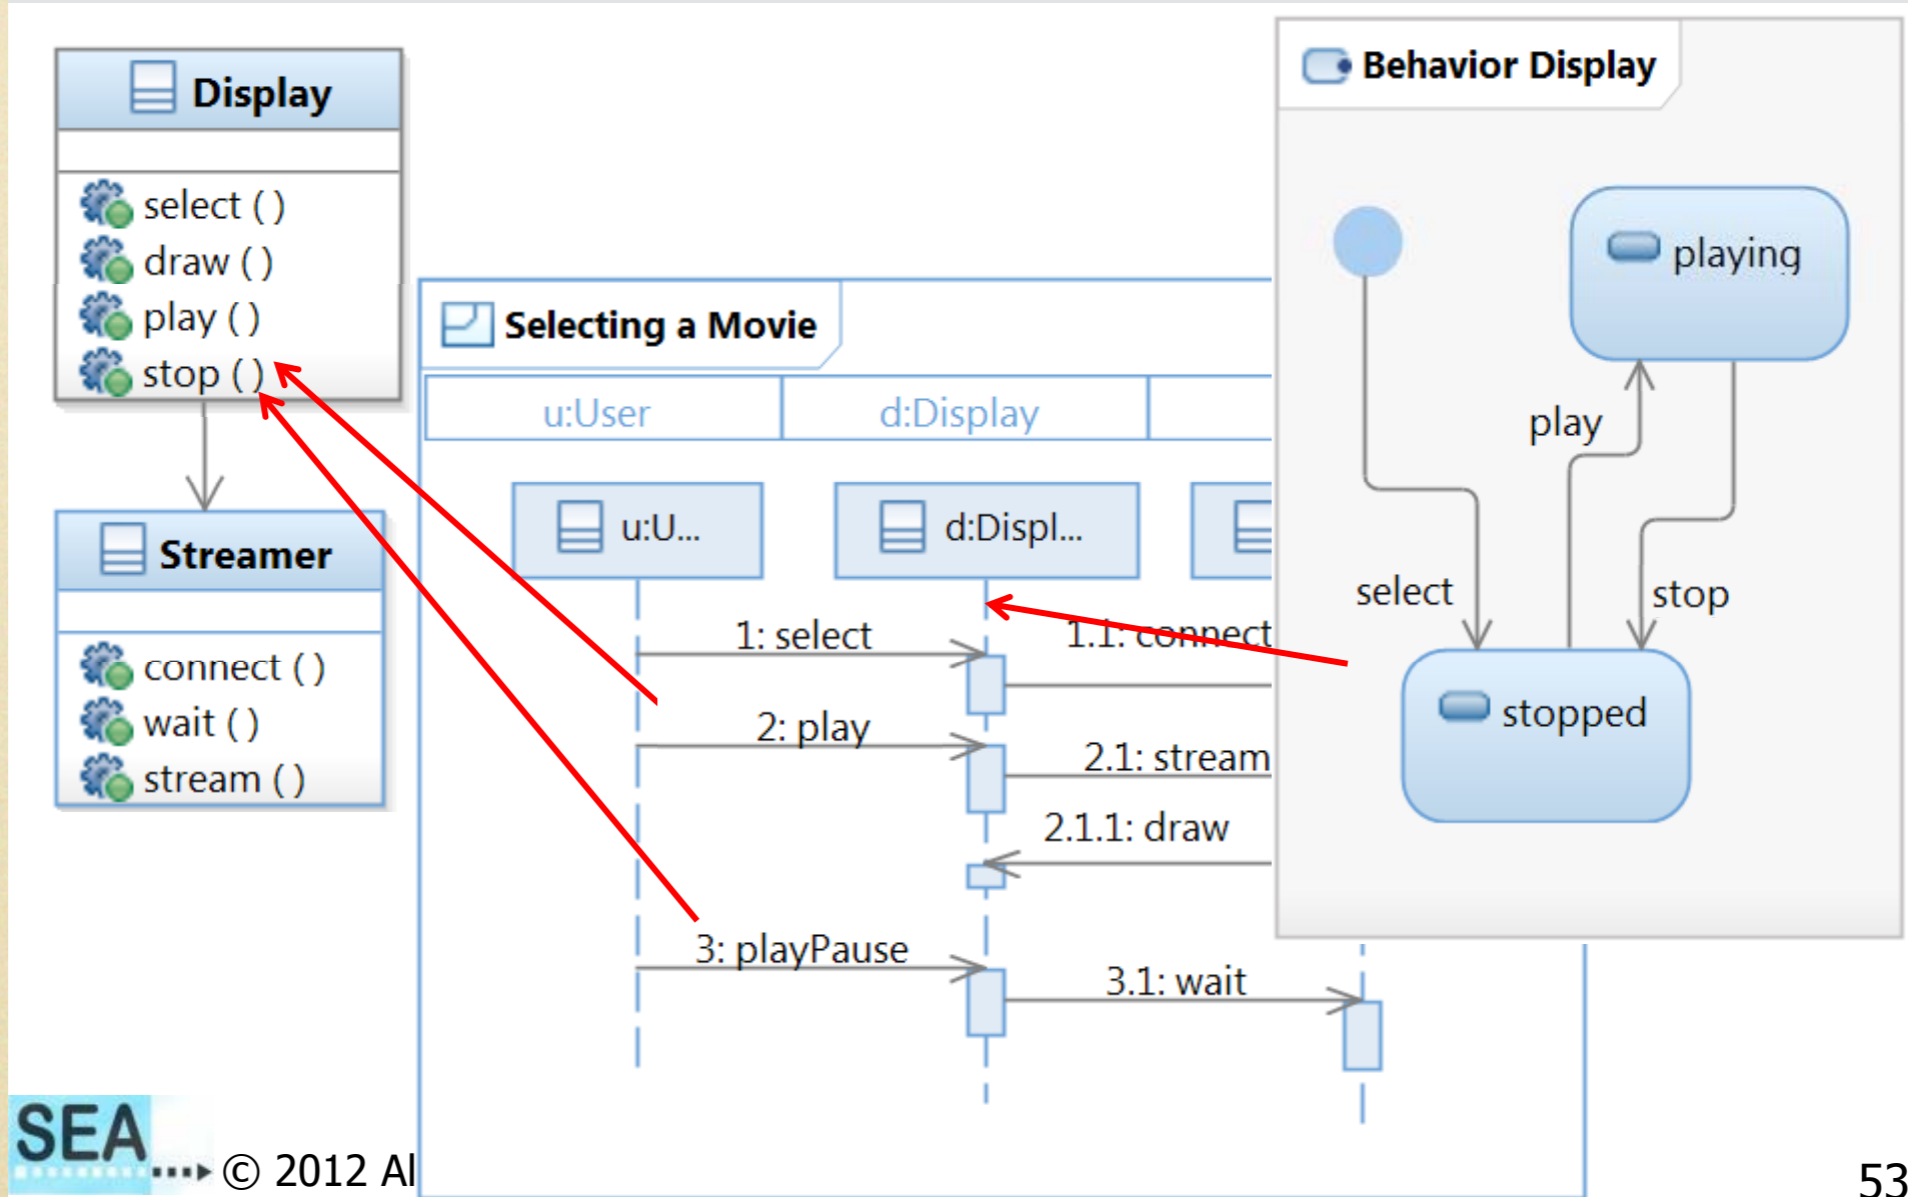 Display
select ( )
draw ( )
play ( )
stop ( )
Streamer
connect ( )
wait ( )
stream ( )
Selecting a Movie
u:User
d:Display
u:U...
d:Displ...
1: select
1.1: connect
2: play
2.1: stream
2.1.1: draw
3: playPause
3.1: wait
Behavior Display
playing
play
select
stop
stopped
SEA
© 2012 Al
53